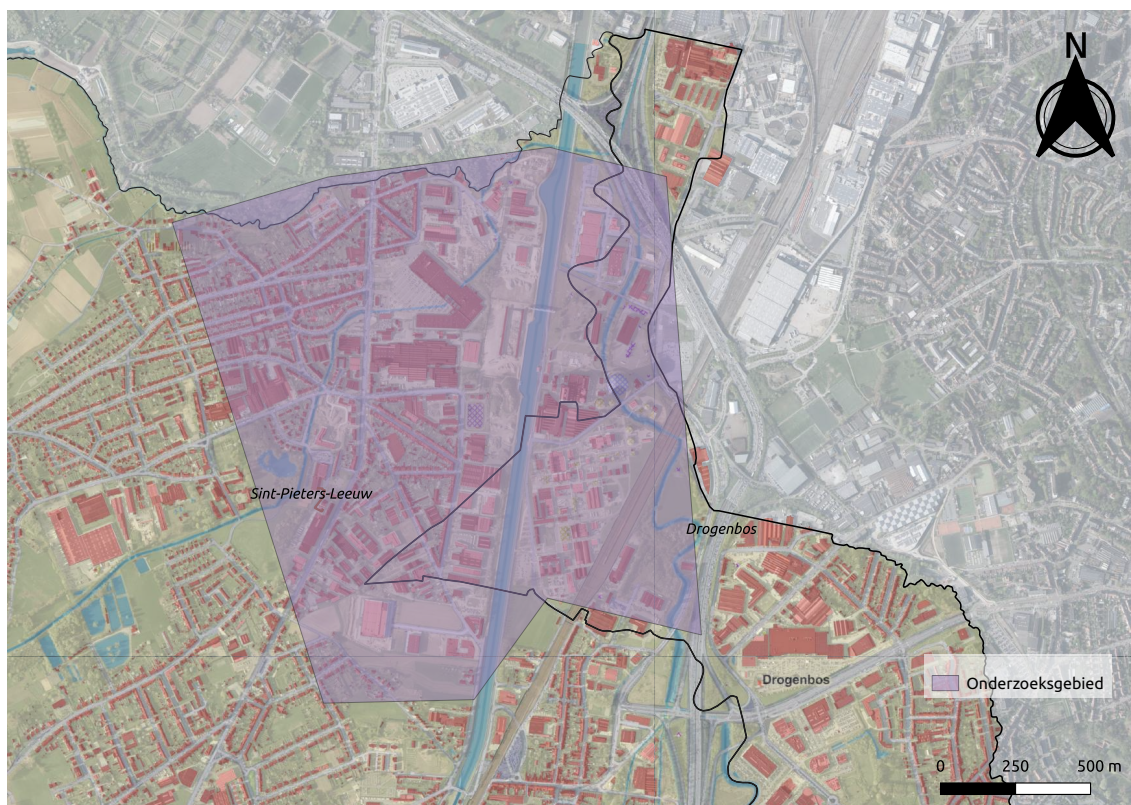 N
Sint-Pieters-Leeuw
Drogenbos
Drogenbos
Onderzoeksgebied
0 250 500 m